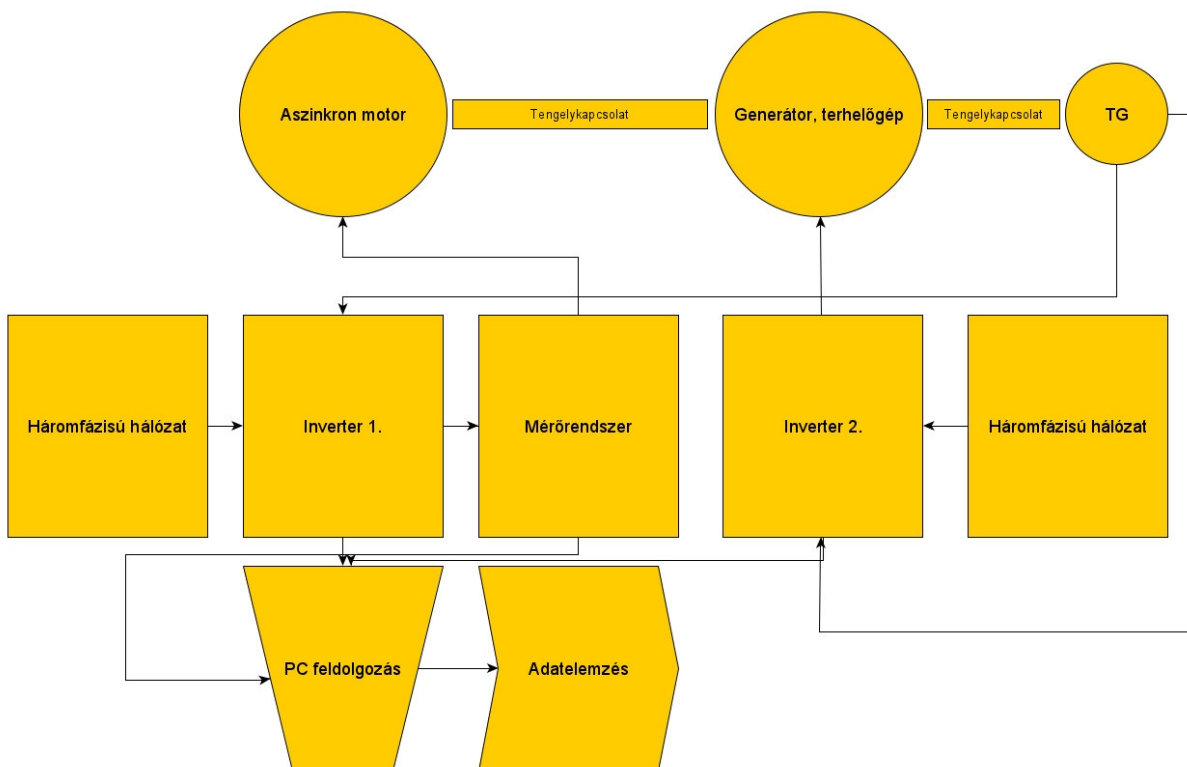 Aszinkron motor
Tengelykapcsolat
Generátor, terhelőgép
Tengelykapcsolat
TG
Háromfázisú hálózat
Inverter 1.
Mérőrendszer
Inverter 2.
Háromfázisú hálózat
PC feldolgozás
Adatelemzés